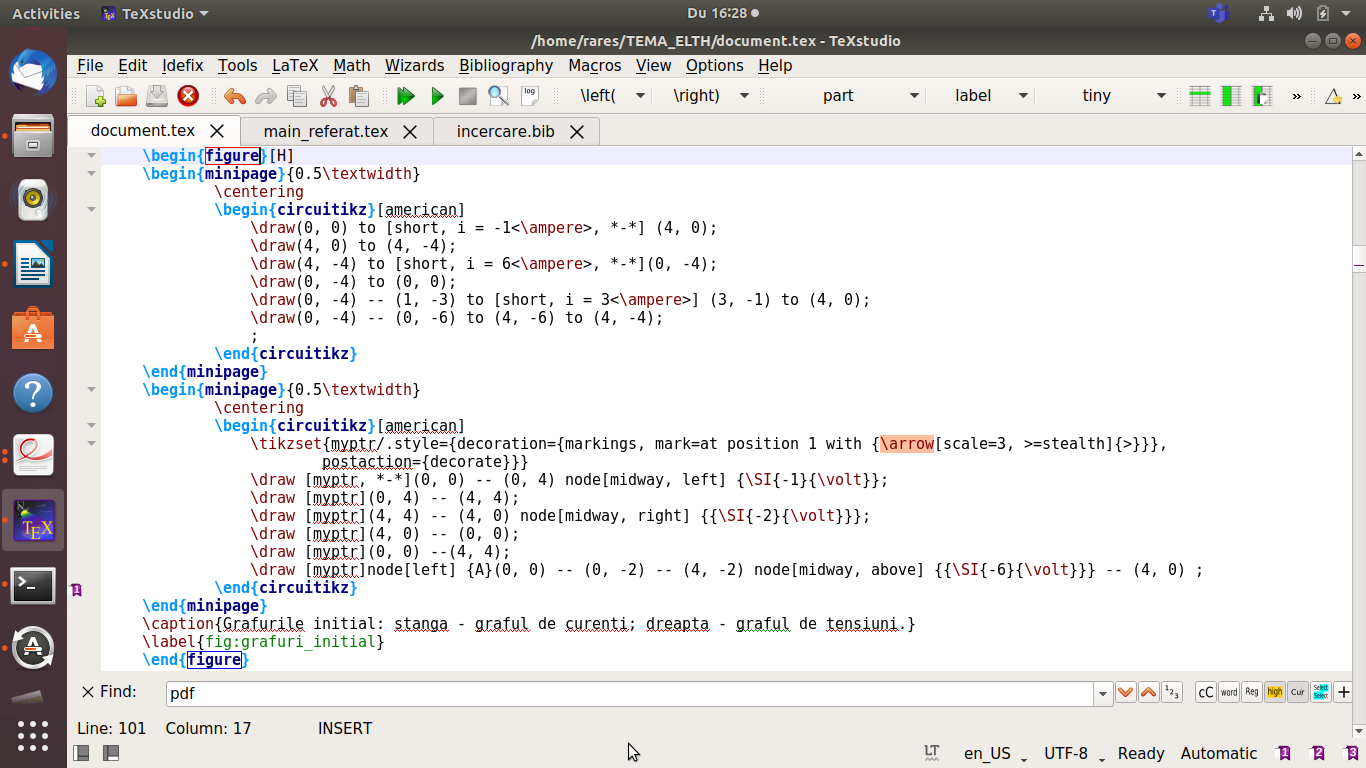 Activities TeXstudio Du 16:28
/home/rares/TEMA_ELTH/document.tex - TeXstudio
File Edit Idefix Tools LaTeX Math Wizards Bibliography Macros View Options Help
log \left( \right) part label tiny » »
document.tex main_referat.tex incercare.bib
\begin{figure}[H]
\begin{minipage}{0.5\textwidth}
\centering
\begin{circuitikz}[american]
\draw(0, 0) to [short, i = -1<\ampere>, *-*] (4, 0);
\draw(4, 0) to (4, -4);
\draw(4, -4) to [short, i = 6<\ampere>, *-*](0, -4);
\draw(0, -4) to (0, 0);
\draw(0, -4) -- (1, -3) to [short, i = 3<\ampere>] (3, -1) to (4, 0);
\draw(0, -4) -- (0, -6) to (4, -6) to (4, -4);
;
\end{circuitikz}
\end{minipage}
\begin{minipage}{0.5\textwidth}
\centering
\begin{circuitikz}[american]
\tikzset{myptr/.style={decoration={markings, mark=at position 1 with {\arrow[scale=3, >=stealth]{>}}},
postaction={decorate}}}
\draw [myptr, *-*](0, 0) -- (0, 4) node[midway, left] {\SI{-1}{\volt}};
\draw [myptr](0, 4) -- (4, 4);
\draw [myptr](4, 4) -- (4, 0) node[midway, right] {{\SI{-2}{\volt}}};
\draw [myptr](4, 0) -- (0, 0);
\draw [myptr](0, 0) --(4, 4);
\draw [myptr]node[left] {A}(0, 0) -- (0, -2) -- (4, -2) node[midway, above] {{\SI{-6}{\volt}}} -- (4, 0) ;
1 \end{circuitikz}
\end{minipage}
\caption{Grafurile initial: stanga - graful de curenti; dreapta - graful de tensiuni.}
\label{fig:grafuri_initial}
\end{figure}
Find: pdf cC word Reg high Cur Select Select
Line: 101 Column: 17 INSERT
LT en_US UTF-8 Ready Automatic 1 2 3